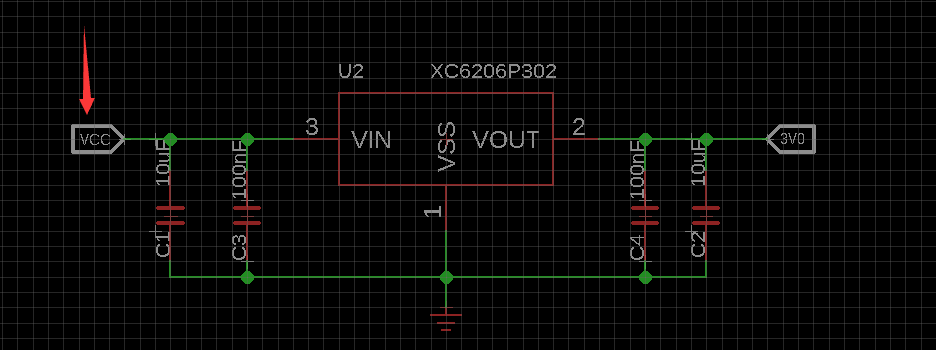 U2
XC6206P302
VCC
3
VIN
VSS
VOUT
2
3V0
10uF
100nF
1
100nF
10uF
C1
C3
C4
C2